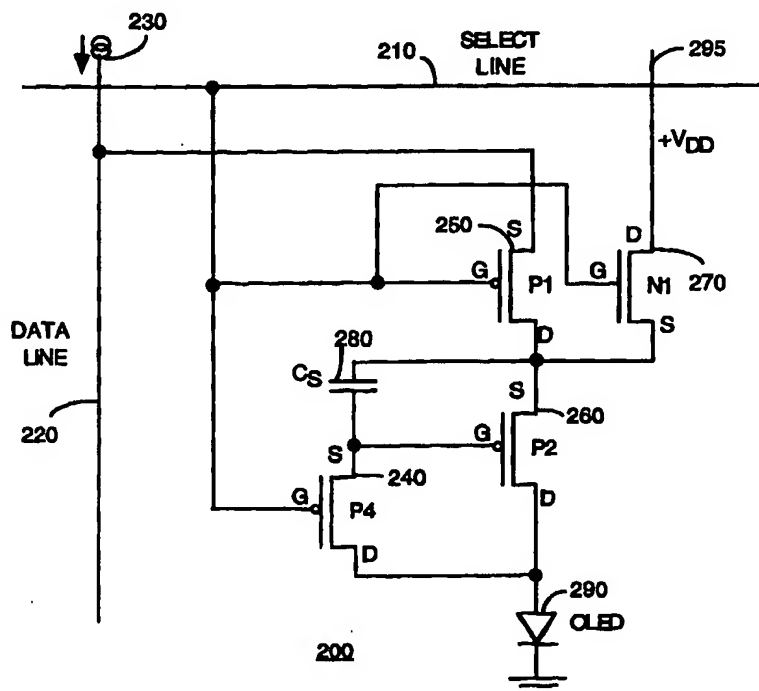 230
SELECT
LINE
210
295
+VDD
250
S
D
G
P1
G
N1
270
D
S
DATA
LINE
280
CS
S
260
220
S
240
G
P2
G
P4
D
D
290
OLED
200